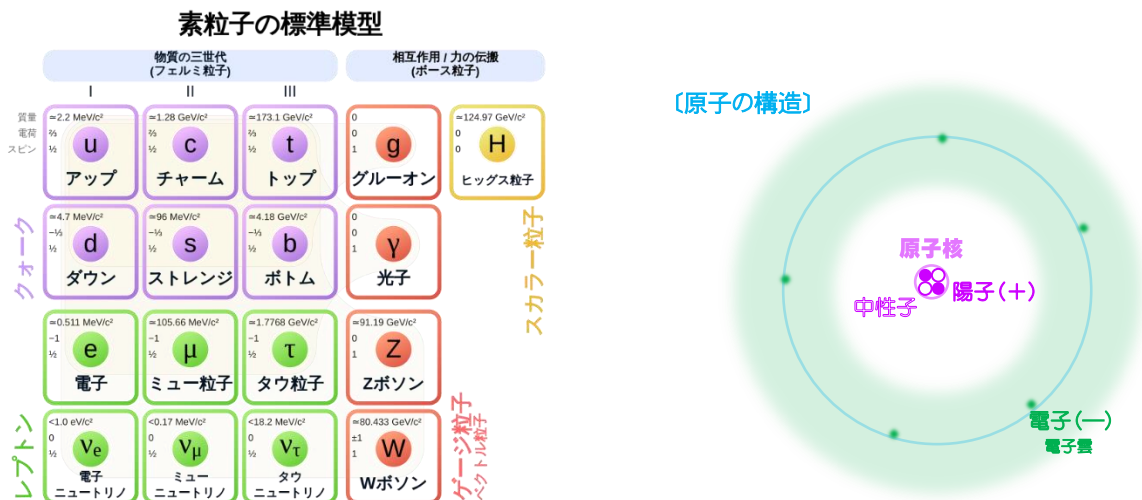 素粒子の標準模型
物質の三世代
(フェルミ粒子)
相互作用 / 力の伝搬
(ボース粒子)
I
II
III
質量
電荷
スピン
≃2.2 MeV/c²
⅔
½
u
アップ
≃1.28 GeV/c²
⅔
½
c
チャーム
≃173.1 GeV/c²
⅔
½
t
トップ
0
0
1
g
グルーオン
≃124.97 GeV/c²
0
0
H
ヒッグス粒子
クォーク
≃4.7 MeV/c²
−⅓
½
d
ダウン
≃96 MeV/c²
−⅓
½
s
ストレンジ
≃4.18 GeV/c²
−⅓
½
b
ボトム
0
0
1
γ
光子
スカラー粒子
≃0.511 MeV/c²
−1
½
e
電子
≃105.66 MeV/c²
−1
½
μ
ミュー粒子
≃1.7768 GeV/c²
−1
½
τ
タウ粒子
≃91.19 GeV/c²
0
1
Z
Zボソン
レプトン
<1.0 eV/c²
0
½
νe
電子
ニュートリノ
<0.17 MeV/c²
0
½
νμ
ミュー
ニュートリノ
<18.2 MeV/c²
0
½
ντ
タウ
ニュートリノ
≃80.433 GeV/c²
±1
1
W
Wボソン
ゲージ粒子
ベクトル粒子
〔原子の構造〕
原子核
陽子(+)
中性子
電子(—)
電子雲